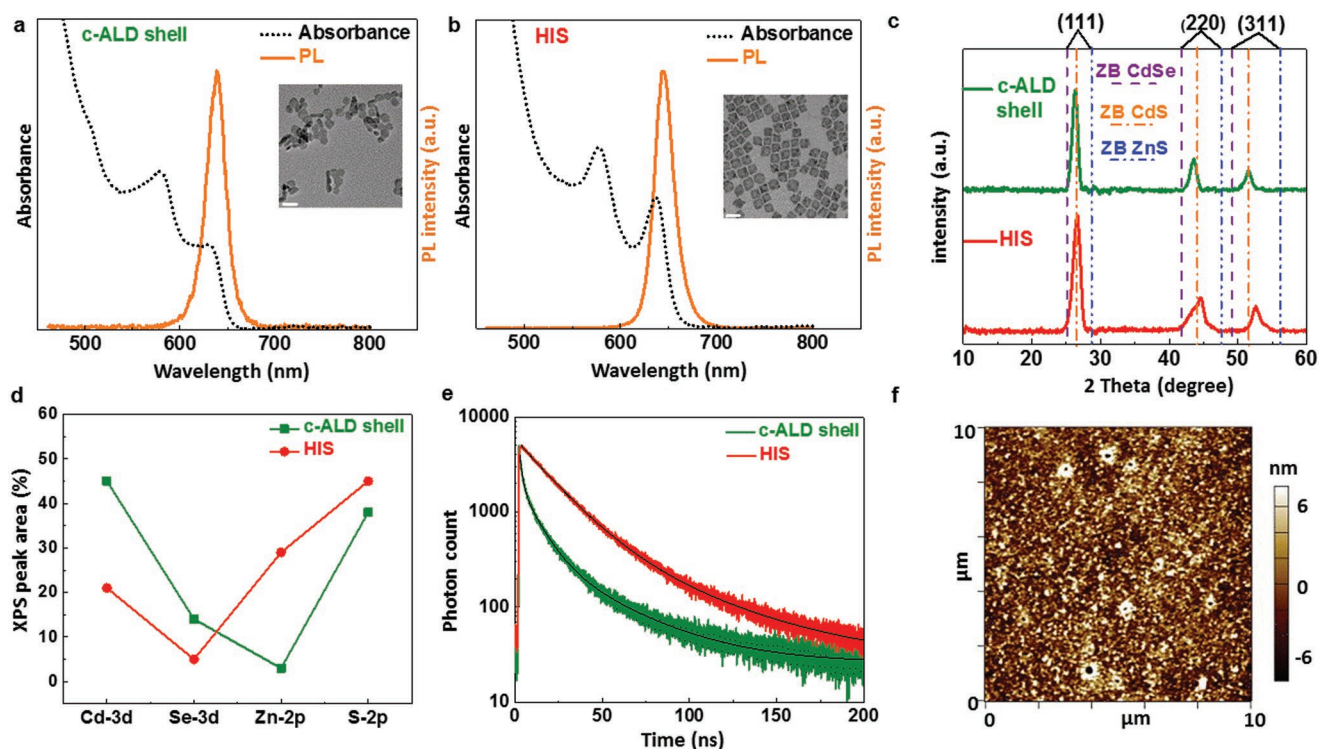 a
c-ALD shell
Absorbance
PL
Absorbance
PL intensity (a.u.)
500
600
700
800
Wavelength (nm)
b
HIS
Absorbance
PL
Absorbance
PL intensity (a.u.)
500
600
700
800
Wavelength (nm)
c
(111)
(220)
(311)
c-ALD
shell
ZB CdSe
ZB CdS
ZB ZnS
HIS
intensity (a.u.)
10
20
30
40
50
60
2 Theta (degree)
d
c-ALD shell
HIS
XPS peak area (%)
60
50
40
30
20
10
0
Cd-3d
Se-3d
Zn-2p
S-2p
e
c-ALD shell
HIS
Photon count
10000
1000
100
10
0
50
75
100
150
200
Time (ns)
f
10
µm
0
0
µm
10
nm
6
0
-6